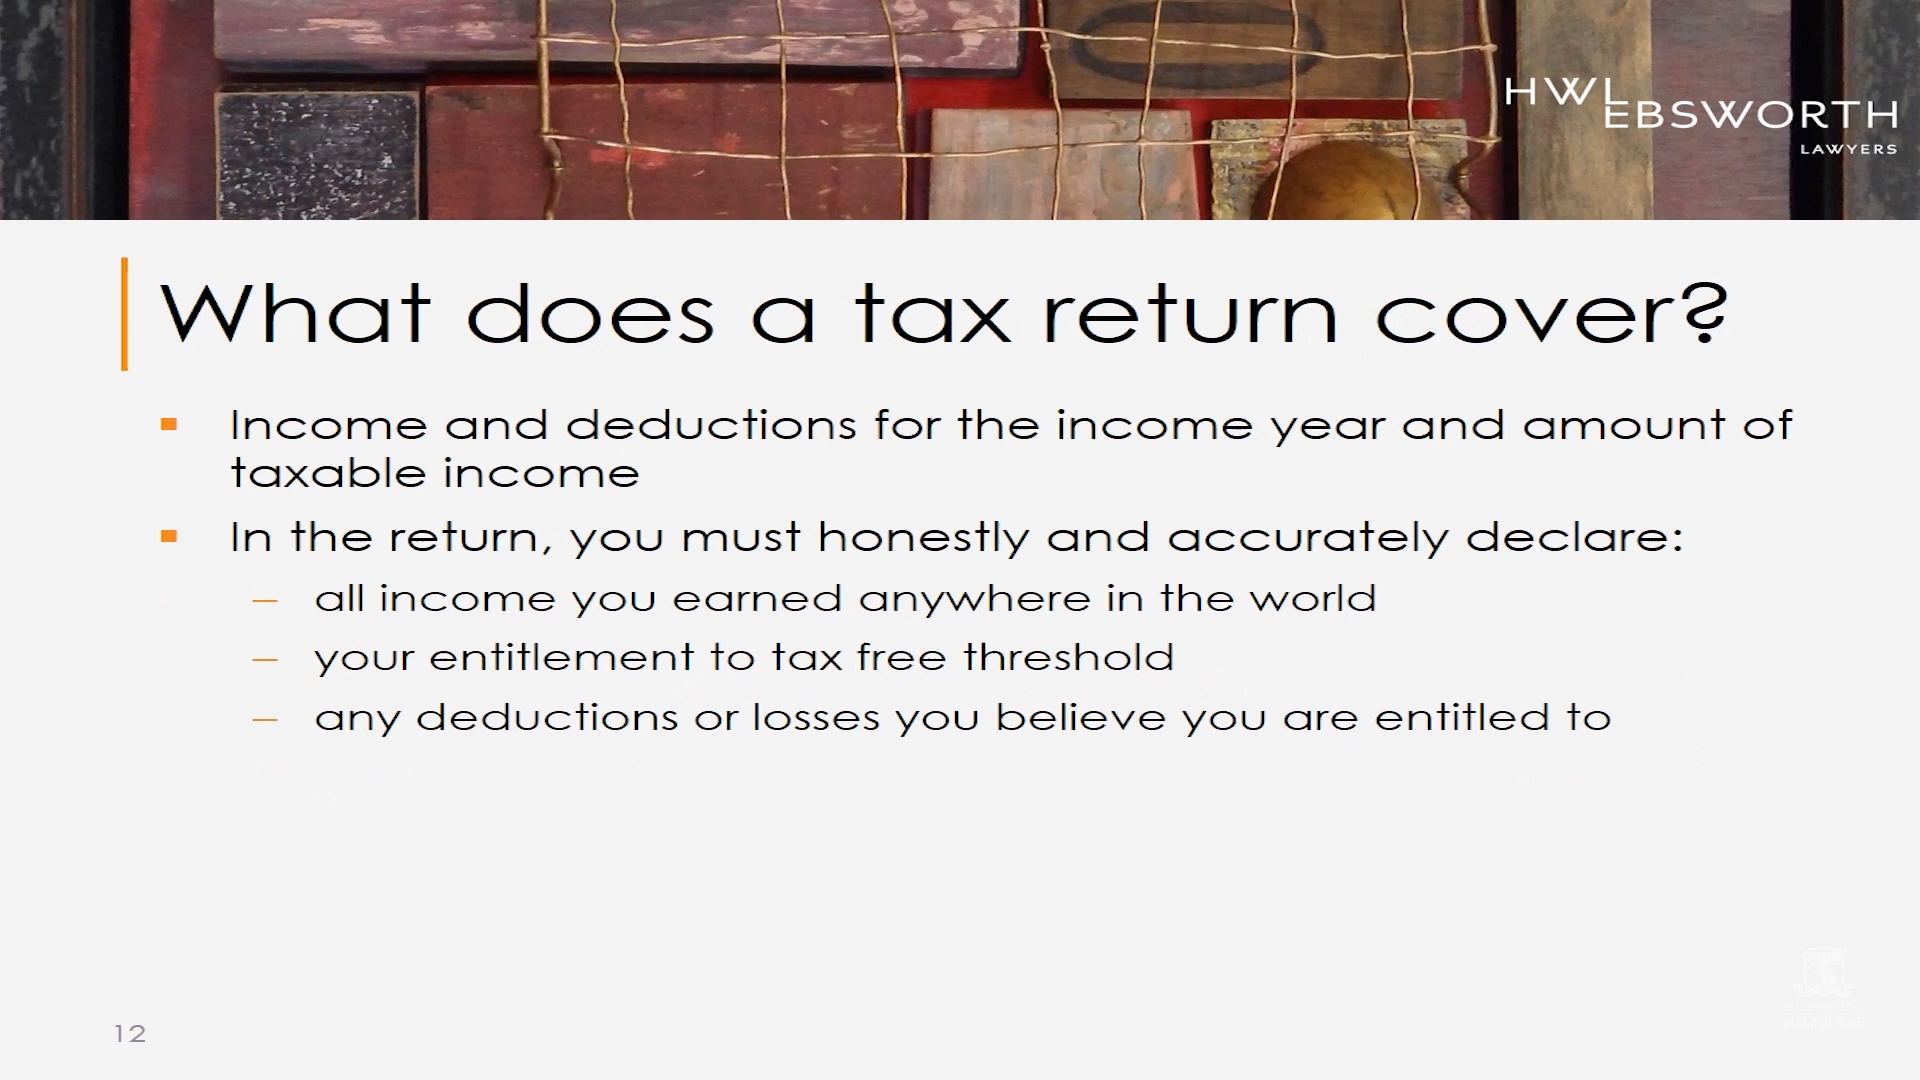 HWL
EBSWORTH
LAWYERS
What does a tax return cover?
Income and deductions for the income year and amount of
taxable income
In the return, you must honestly and accurately declare:
– all income you earned anywhere in the world
– your entitlement to tax free threshold
– any deductions or losses you believe you are entitled to
MELBOURNE
12